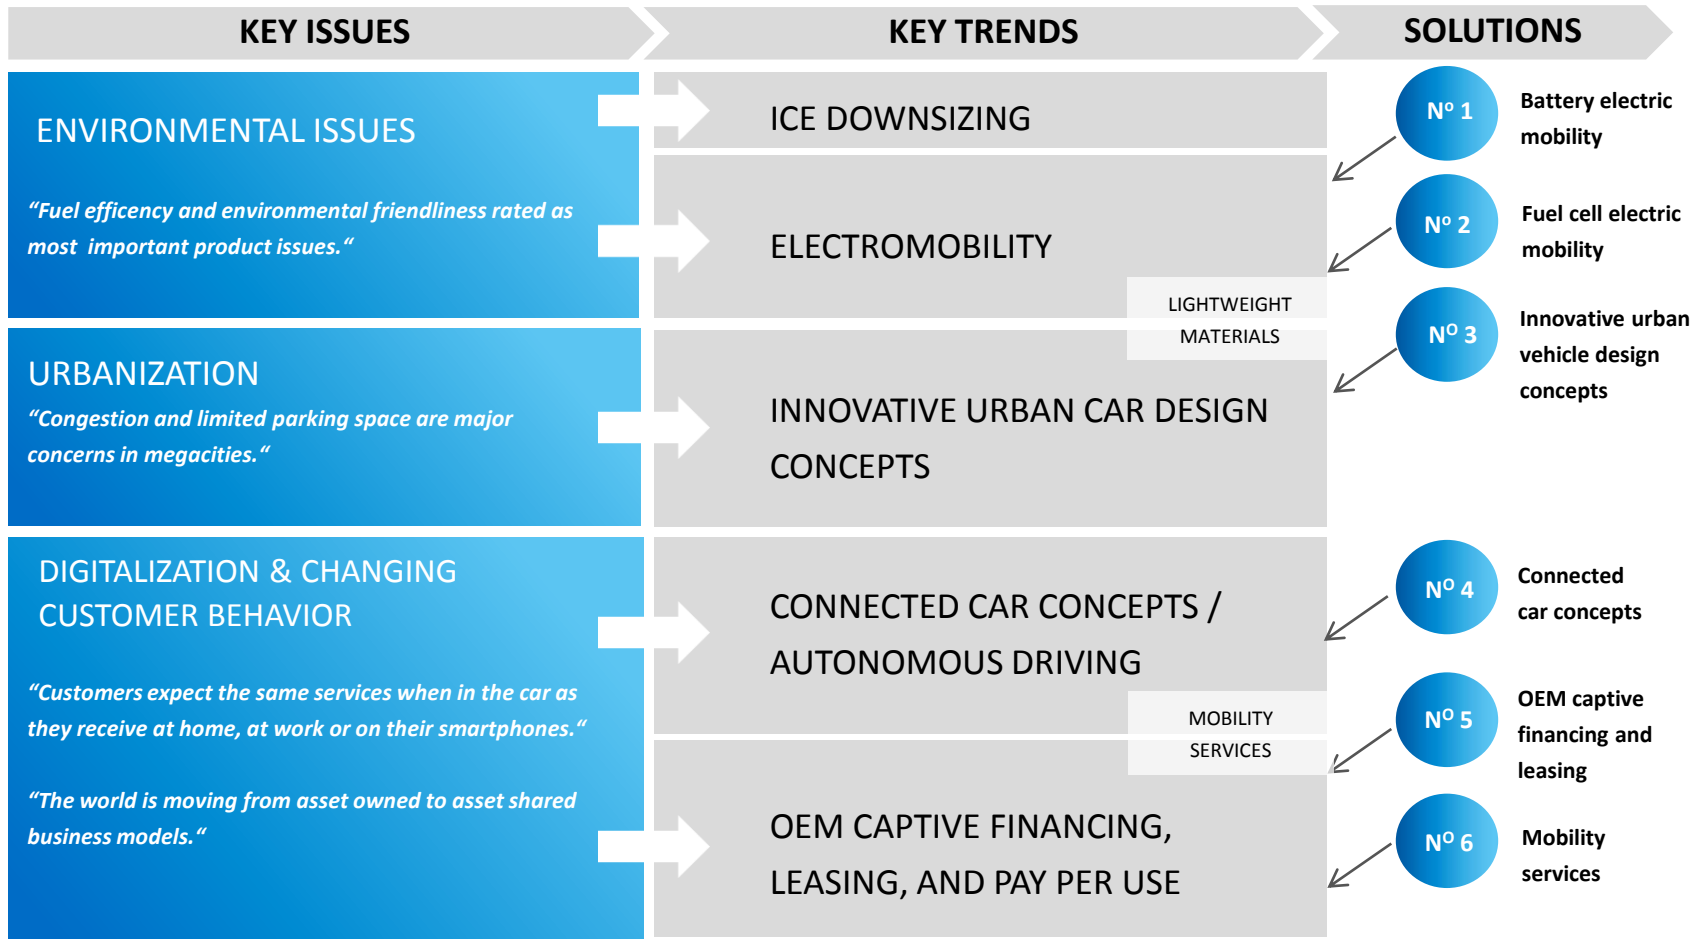 KEY ISSUES
KEY TRENDS
SOLUTIONS
ENVIRONMENTAL ISSUES
“Fuel efficency and environmental friendliness rated as
most important product issues.“
ICE DOWNSIZING
ELECTROMOBILITY
LIGHTWEIGHT
MATERIALS
Nº 1
Battery electric
mobility
Nº 2
Fuel cell electric
mobility
Nº 3
Innovative urban
vehicle design
concepts
URBANIZATION
“Congestion and limited parking space are major
concerns in megacities.“
INNOVATIVE URBAN CAR DESIGN
CONCEPTS
DIGITALIZATION & CHANGING
CUSTOMER BEHAVIOR
“Customers expect the same services when in the car as
they receive at home, at work or on their smartphones.“
“The world is moving from asset owned to asset shared
business models.“
CONNECTED CAR CONCEPTS /
AUTONOMOUS DRIVING
MOBILITY
SERVICES
OEM CAPTIVE FINANCING,
LEASING, AND PAY PER USE
Nº 4
Connected
car concepts
Nº 5
OEM captive
financing and
leasing
Nº 6
Mobility
services